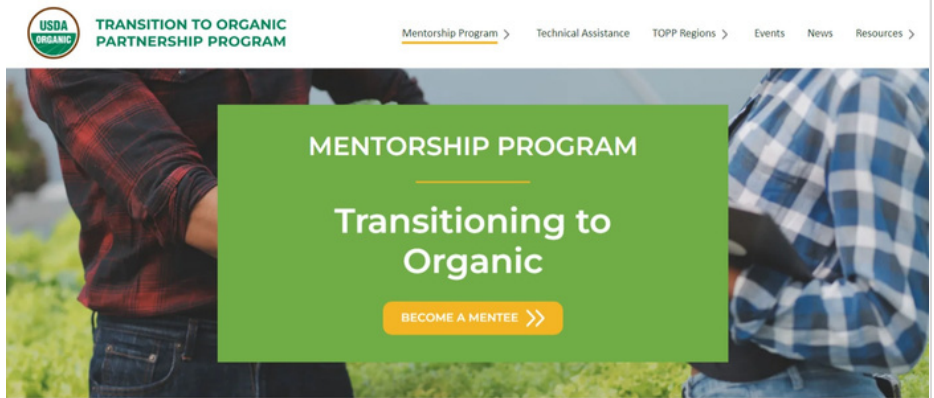 USDA
ORGANIC
TRANSITION TO ORGANIC
PARTNERSHIP PROGRAM
Mentorship Program > Technical Assistance TOPP Regions > Events News Resources >
MENTORSHIP PROGRAM
Transitioning to
Organic
BECOME A MENTEE >>